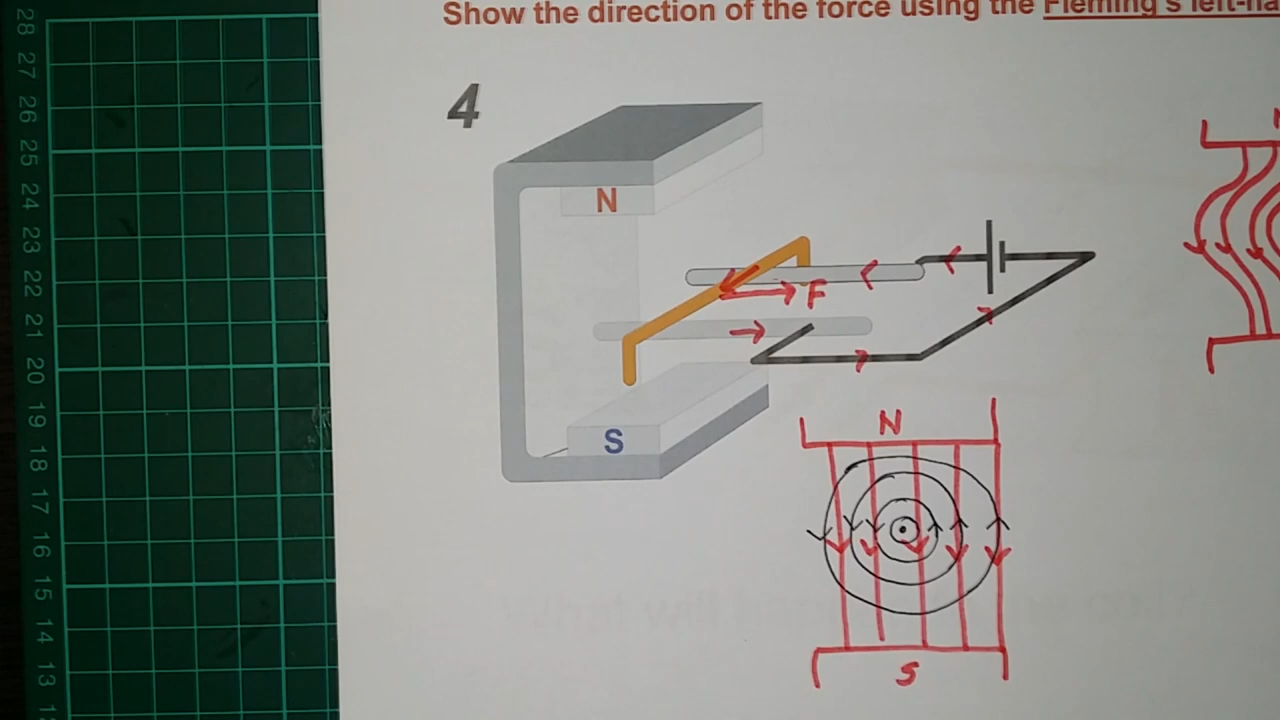 Show the direction of the force using the Fleming's left-ha
4
N
F
S
N
S
28 27 26 25 24 23 22 21 20 19 18 17 16 15 14 13